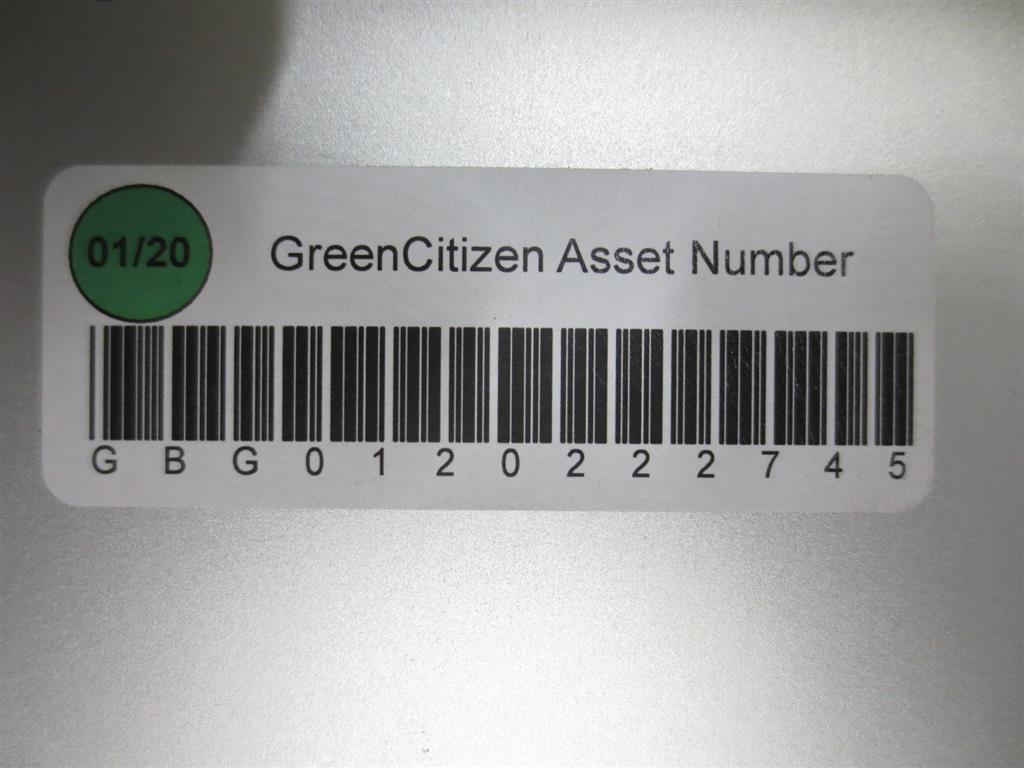 01/20
GreenCitizen Asset Number
G B G 0 1 2 0 2 2 2 7 4 5